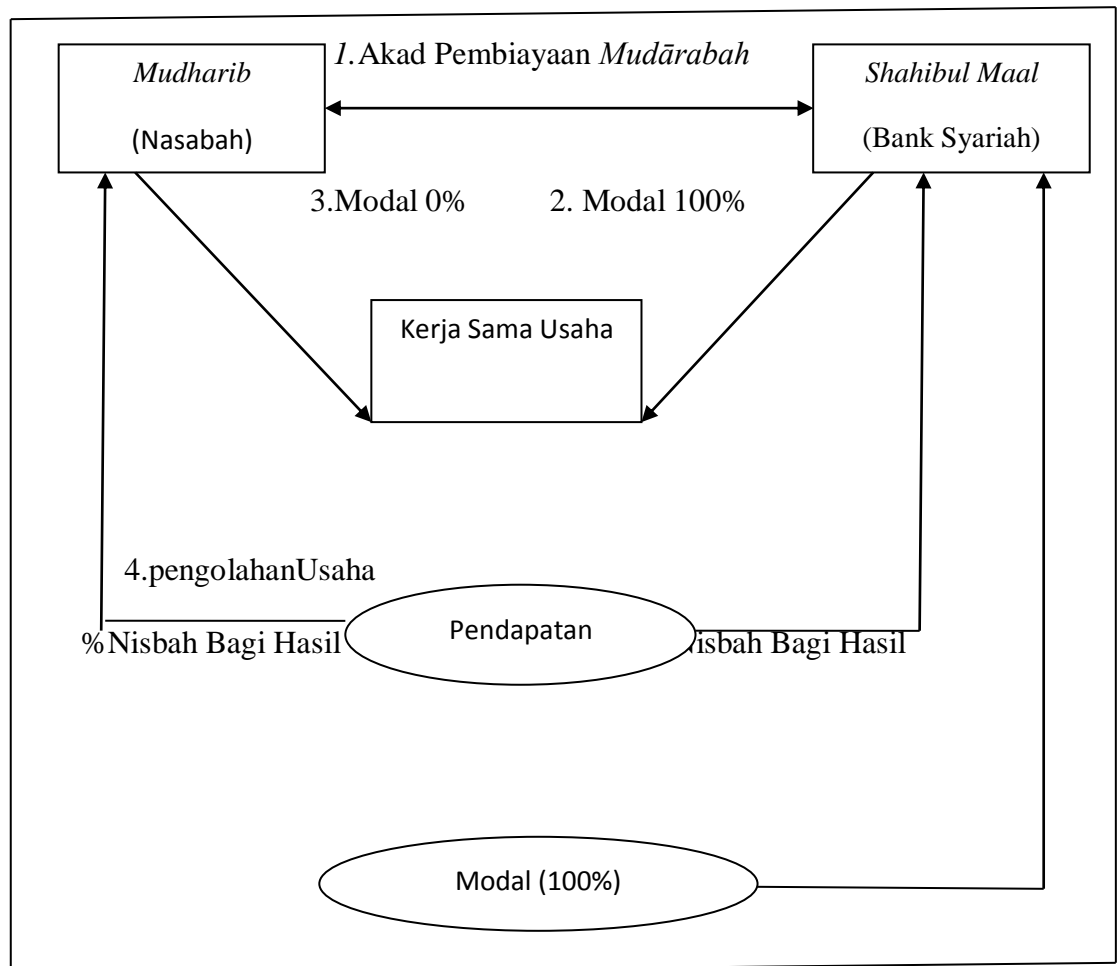 1.Akad Pembiayaan Mudārabah
Mudharib
(Nasabah)
Shahibul Maal
(Bank Syariah)
3.Modal 0%
2. Modal 100%
Kerja Sama Usaha
4.pengolahanUsaha
%Nisbah Bagi Hasil
Pendapatan
Bagi Hasil
Modal (100%)